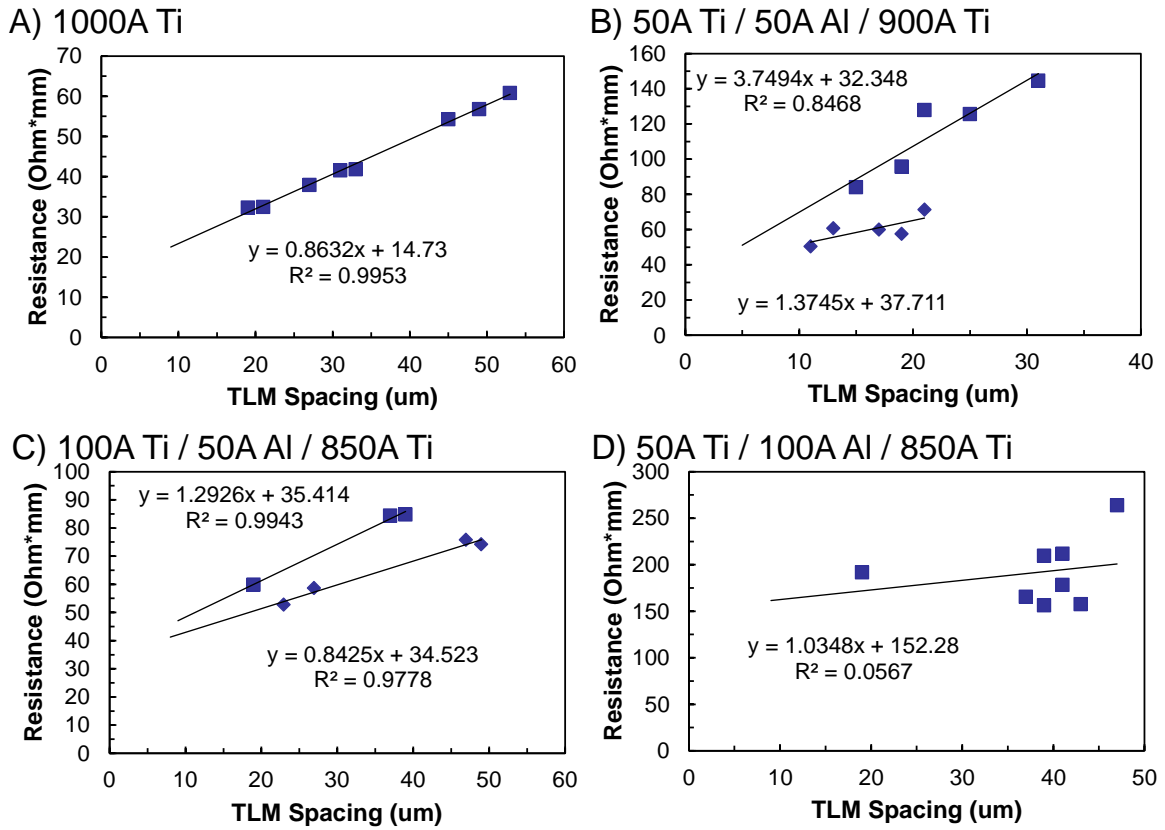 A) 1000A Ti
70
60
50
40
30
20
10
0
0 10 20 30 40 50 60
Resistance (Ohm*mm)
TLM Spacing (um)
y = 0.8632x + 14.73
R² = 0.9953
B) 50A Ti / 50A Al / 900A Ti
160
140
120
100
80
60
40
20
0
0 10 20 30 40
Resistance (Ohm*mm)
TLM Spacing (um)
y = 3.7494x + 32.348
R² = 0.8468
y = 1.3745x + 37.711
C) 100A Ti / 50A Al / 850A Ti
100
90
80
70
60
50
40
30
20
10
0
0 10 20 30 40 50 60
Resistance (Ohm*mm)
TLM Spacing (um)
y = 1.2926x + 35.414
R² = 0.9943
y = 0.8425x + 34.523
R² = 0.9778
D) 50A Ti / 100A Al / 850A Ti
300
250
200
150
100
50
0
0 10 20 30 40 50
Resistance (Ohm*mm)
TLM Spacing (um)
y = 1.0348x + 152.28
R² = 0.0567